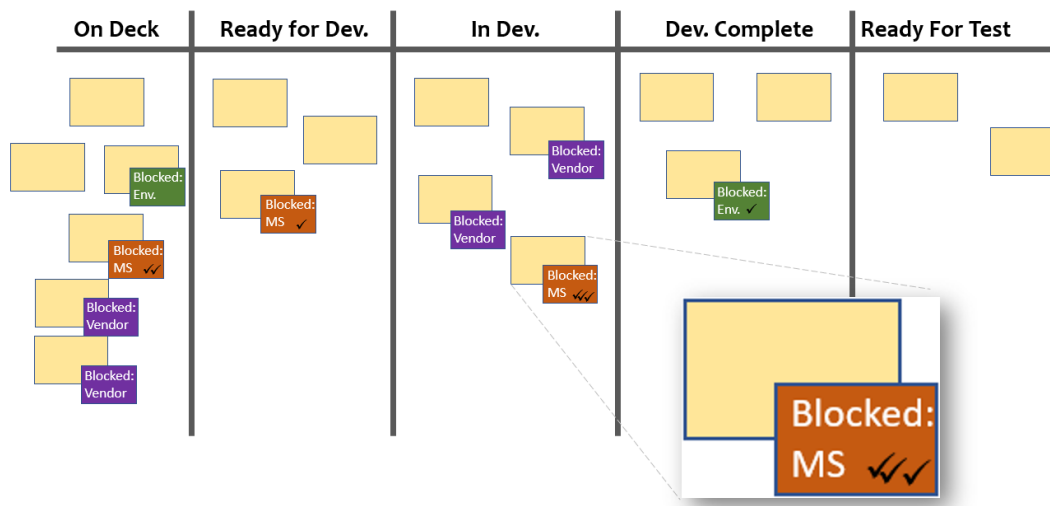 On Deck
Ready for Dev.
In Dev.
Dev. Complete
Ready For Test
Blocked:
Env.
Blocked:
MS ✓✓
Blocked:
Vendor
Blocked:
Vendor
Blocked:
MS ✓
Blocked:
Vendor
Blocked:
Vendor
Blocked:
MS ✓✓✓
Blocked:
Env. ✓
Blocked:
MS ✓✓✓